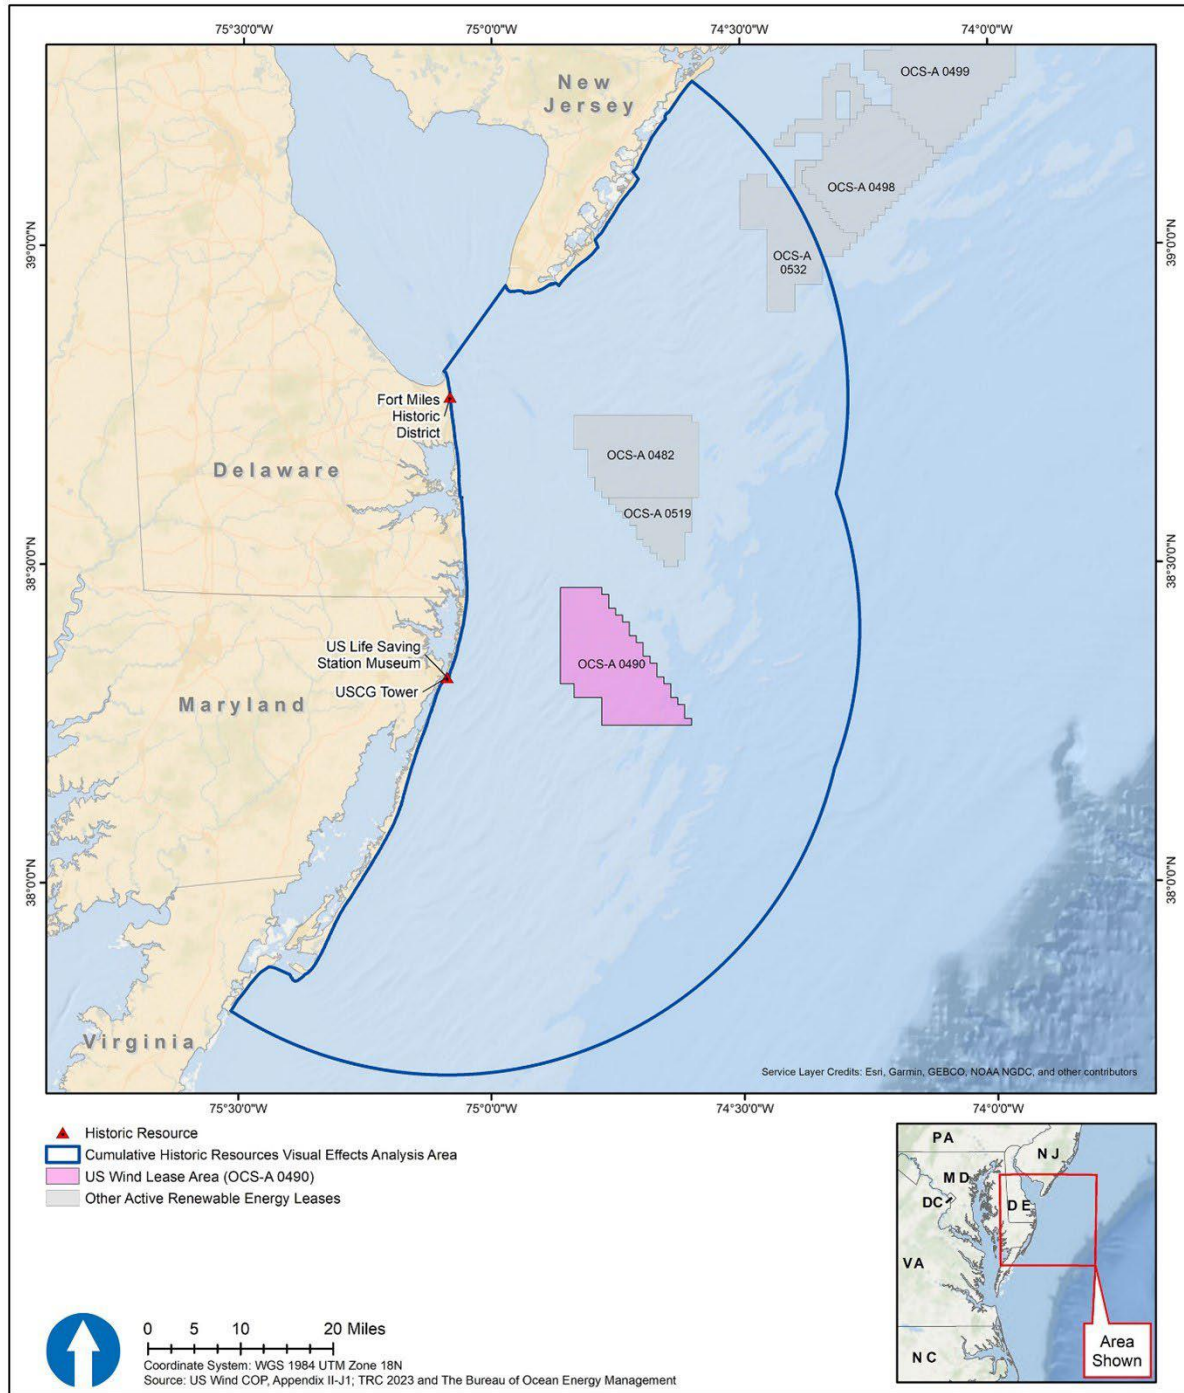 75°30'0"W 75°0'0"W 74°30'0"W 74°0'0"W
New
Jersey
OCS-A 0499
OCS-A 0498
39°0'0"N
39°0'0"N
OCS-A
0532
Fort Miles
Historic
District
Delaware
OCS-A 0482
OCS-A 0519
38°30'0"N
38°30'0"N
US Life Saving
Station Museum
USCG Tower
OCS-A 0490
Maryland
38°0'0"N
38°0'0"N
Virginia
Service Layer Credits: Esri, Garmin, GEBCO, NOAA NGDC, and other contributors
75°30'0"W 75°0'0"W 74°30'0"W 74°0'0"W
Historic Resource
Cumulative Historic Resources Visual Effects Analysis Area
US Wind Lease Area (OCS-A 0490)
Other Active Renewable Energy Leases
PA
NJ
MD
DC
DE
VA
NC
Area
Shown
0 5 10 20 Miles
Coordinate System: WGS 1984 UTM Zone 18N
Source: US Wind COP, Appendix II-J1; TRC 2023 and The Bureau of Ocean Energy Management